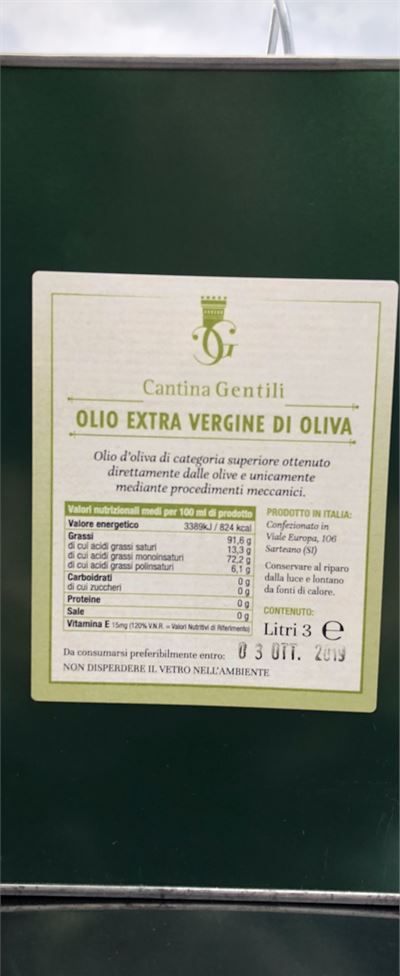 G
Cantina Gentili
OLIO EXTRA VERGINE DI OLIVA
Olio d'oliva di categoria superiore ottenuto
direttamente dalle olive e unicamente
mediante procedimenti meccanici.
Valori nutrizionali medi per 100 ml di prodotto
Valore energetico 3389kJ / 824 kcal
Grassi 91,6 g
di cui acidi grassi saturi 13,3 g
di cui acidi grassi monoinsaturi 72,2 g
di cui acidi grassi polinsaturi 6,1 g
Carboidrati 0 g
di cui zuccheri 0 g
Proteine 0 g
Sale 0 g
Vitamina E 15mg (120% V.N.R. = Valori Nutritivi di Riferimento)
PRODOTTO IN ITALIA:
Confezionato in
Viale Europa, 106
Sarteano (SI)
Conservare al riparo
dalla luce e lontano
da fonti di calore.
CONTENUTO:
Litri 3 e
Da consumarsi preferibilmente entro: 03 OTT. 2019
NON DISPERDERE IL VETRO NELL'AMBIENTE